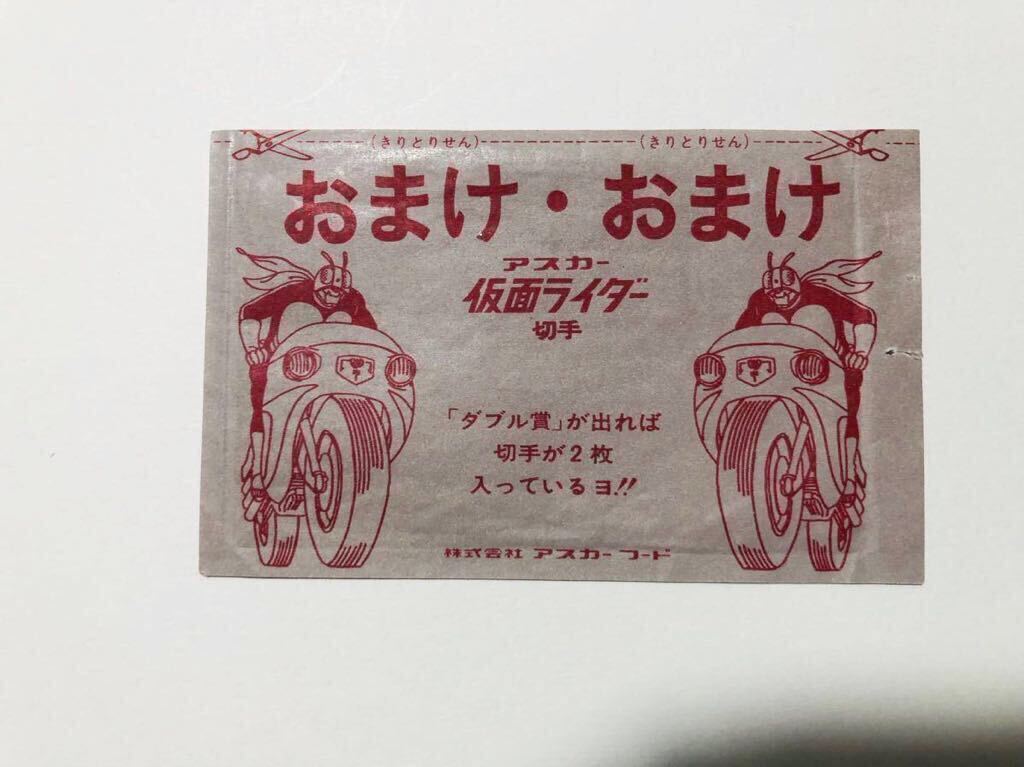 (きりとりせん) (きりとりせん)
おまけ・おまけ
アスカー
仮面ライダー
切手
「ダブル賞」が出れば
切手が2枚
入っているヨ!!
株式会社 アスカーフード